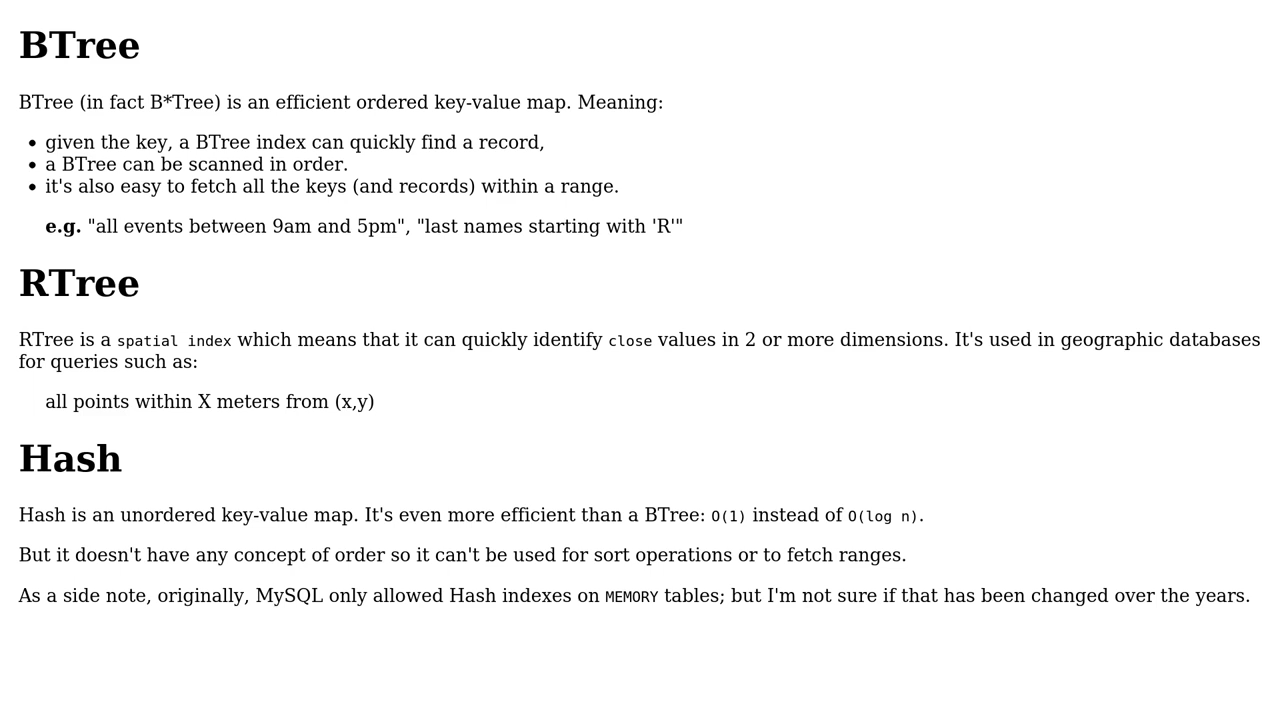 BTree
BTree (in fact B*Tree) is an efficient ordered key-value map. Meaning:
• given the key, a BTree index can quickly find a record,
• a BTree can be scanned in order.
• it's also easy to fetch all the keys (and records) within a range.
e.g. "all events between 9am and 5pm", "last names starting with 'R'"
RTree
RTree is a spatial index which means that it can quickly identify close values in 2 or more dimensions. It's used in geographic databases
for queries such as:
all points within X meters from (x,y)
Hash
Hash is an unordered key-value map. It's even more efficient than a BTree: O(1) instead of O(log n).
But it doesn't have any concept of order so it can't be used for sort operations or to fetch ranges.
As a side note, originally, MySQL only allowed Hash indexes on MEMORY tables; but I'm not sure if that has been changed over the years.